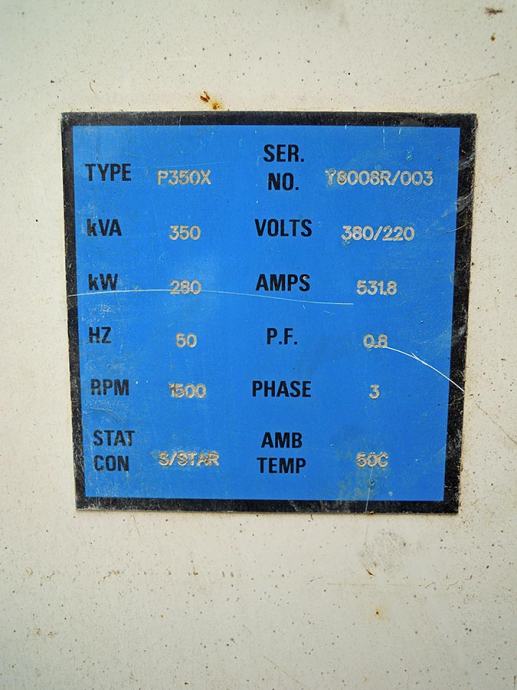 TYPE P350X SER. NO. T8008R/003
kVA 350 VOLTS 380/220
kW 280 AMPS 531.8
HZ 50 P.F. 0.8
RPM 1500 PHASE 3
STAT CON S/STAR AMB TEMP 50C